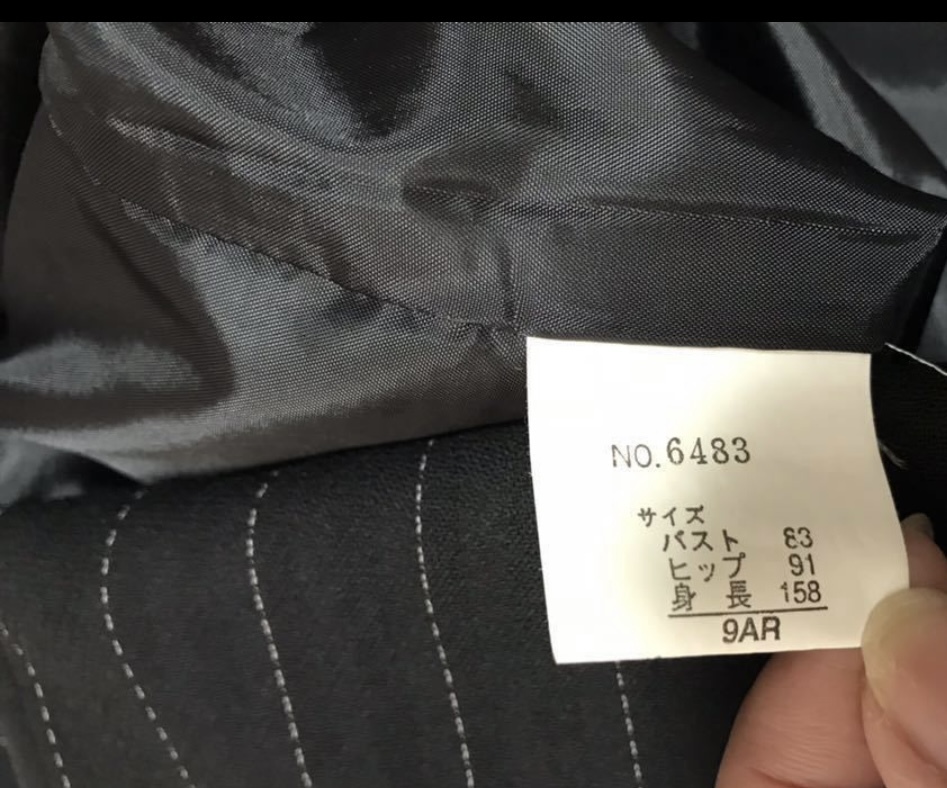 NO.6483
サイズ
バスト 83
ヒップ 91
身長 158
9AR